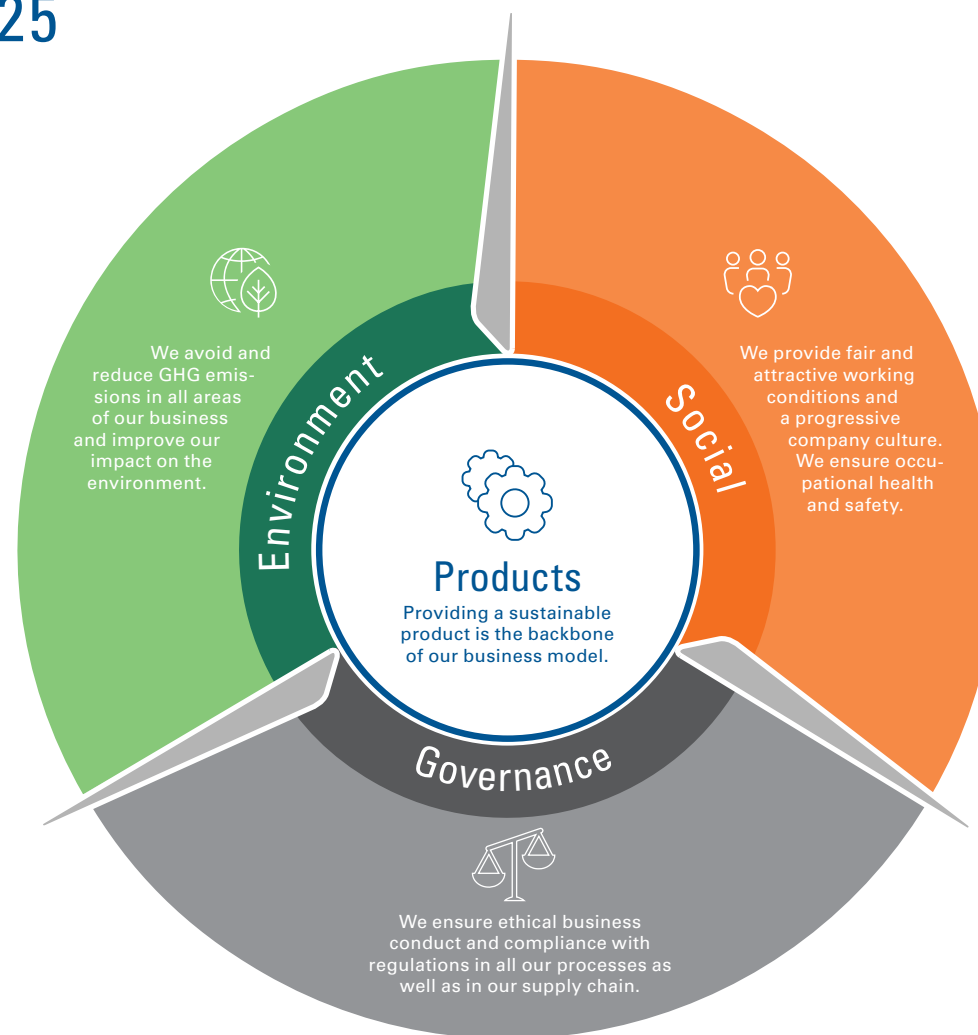 25
Environment
We avoid and
reduce GHG emis-
sions in all areas
of our business
and improve our
impact on the
environment.
Social
We provide fair and
attractive working
conditions and
a progressive
company culture.
We ensure occu-
pational health
and safety.
Products
Providing a sustainable
product is the backbone
of our business model.
Governance
We ensure ethical business
conduct and compliance with
regulations in all our processes as
well as in our supply chain.